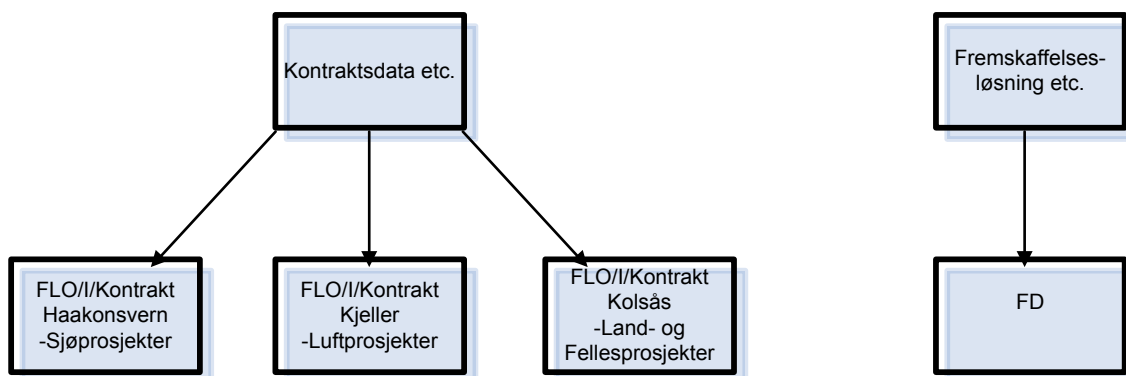 Kontraktsdata etc.
Fremskaffelses-
løsning etc.
FLO/I/Kontrakt
Haakonsvern
-Sjøprosjekter
FLO/I/Kontrakt
Kjeller
-Luftprosjekter
FLO/I/Kontrakt
Kolsås
-Land- og
Fellesprosjekter
FD